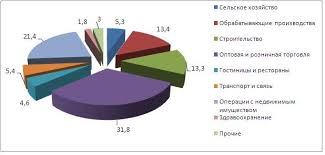 1,8
3
5,3
13,4
13,3
31,8
4,6
5,4
21,4
Сельское хозяйство
Обрабатывающие производства
Строительство
Оптовая и розничная торговля
Гостиницы и рестораны
Транспорт и связь
Операции с недвижимым
имуществом
Здравоохранение
Прочие